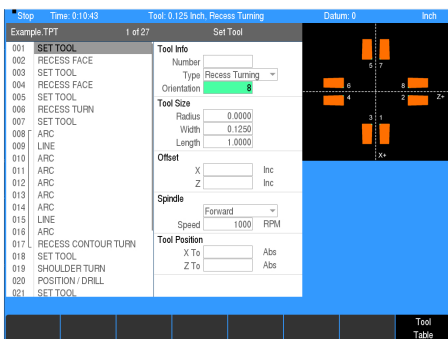 Stop Time: 0:10:43 Tool: 0.125 Inch, Recess Turning Datum: 0 Inch
Example.TPT 1 of 27 Set Tool
001 SET TOOL
002 RECESS FACE
003 SET TOOL
004 RECESS FACE
005 SET TOOL
006 RECESS TURN
007 SET TOOL
008 ARC
009 LINE
010 ARC
011 ARC
012 ARC
013 ARC
014 ARC
015 LINE
016 ARC
017 RECESS CONTOUR TURN
018 SET TOOL
019 SHOULDER TURN
020 POSITION / DRILL
021 SET TOOL
Tool Info
Number
Type Recess Turning
Orientation 8
Tool Size
Radius 0.0000
Width 0.1250
Length 1.0000
Offset
X Inc
Z Inc
Spindle
Forward
Speed 1000 RPM
Tool Position
X To Abs
Z To Abs
5 7
6 8
4 2 Z+
3 1
X+
Tool
Table